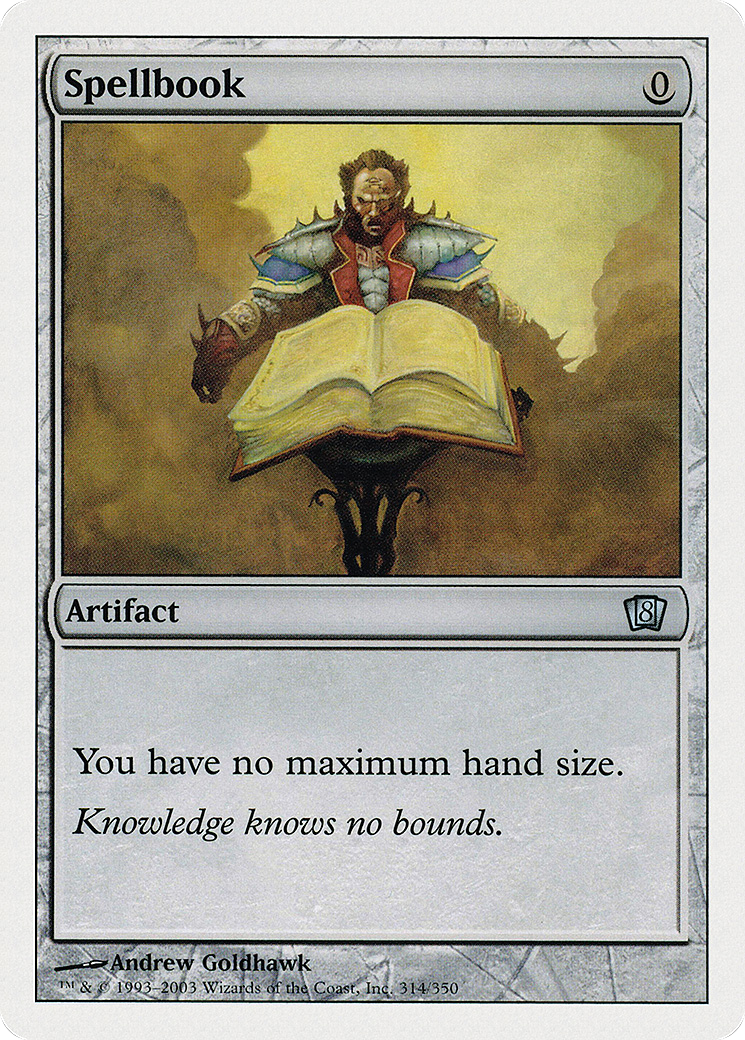 Spellbook 0
Artifact 8
You have no maximum hand size.
Knowledge knows no bounds.
Andrew Goldhawk
™ & © 1993–2003 Wizards of the Coast, Inc. 314/350